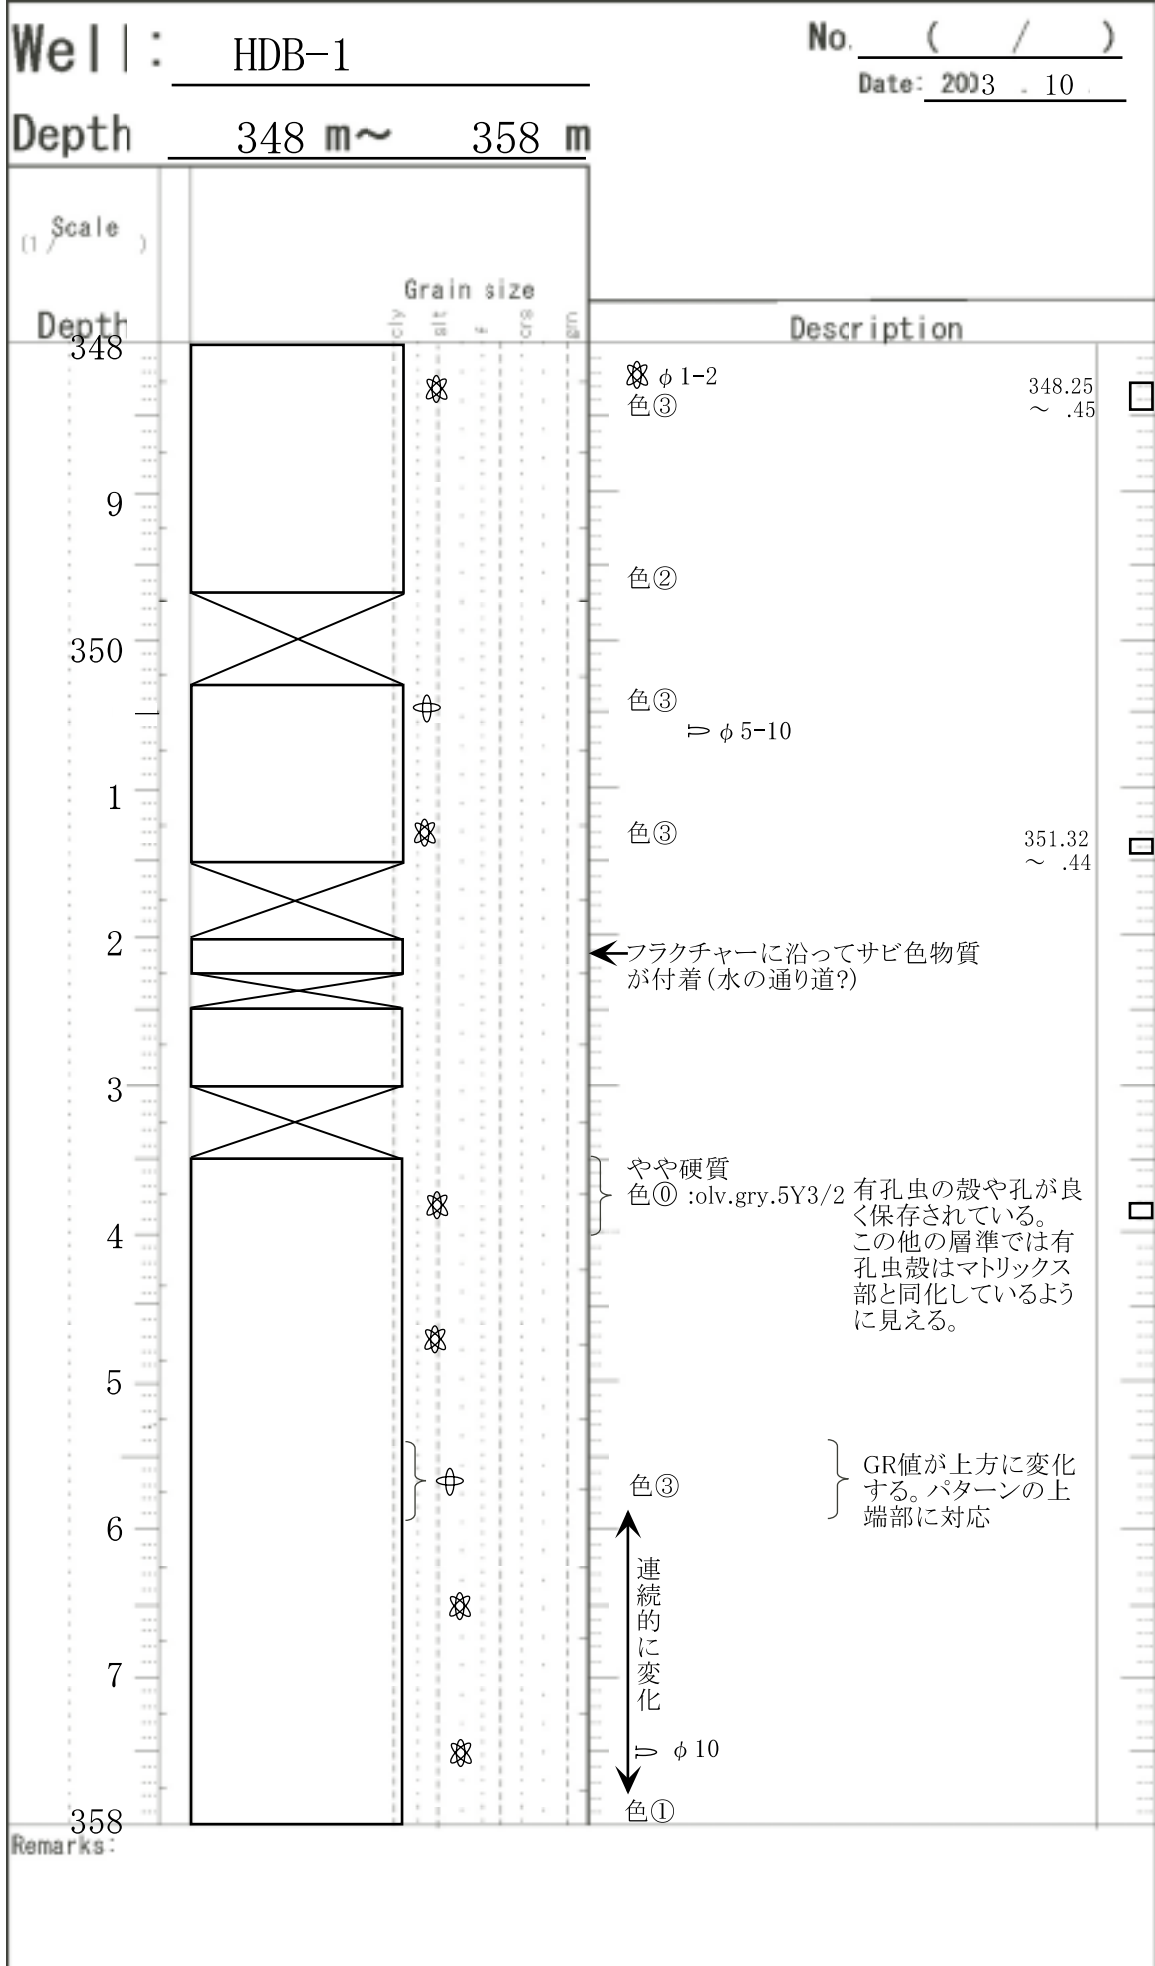 Well: HDB-1
No. ( / )
Date: 2003 . 10 .
Depth 348 m～ 358 m
Scale
(1/ )
Grain size
Depth
cly slt f crs grn
Description
348
φ1-2
色③
348.25
～ .45
9
色②
350
色③
φ5-10
1
色③
351.32
～ .44
2
フラクチャーに沿ってサビ色物質
が付着(水の通り道?)
3
やや硬質
色⓪ :olv.gry.5Y3/2
有孔虫の殻や孔が良
く保存されている。
この他の層準では有
孔虫殻はマトリックス
部と同化しているよう
に見える。
4
5
GR値が上方に変化
する。パターンの上
端部に対応
色③
6
連続的に変化
7
φ10
色①
358
Remarks: